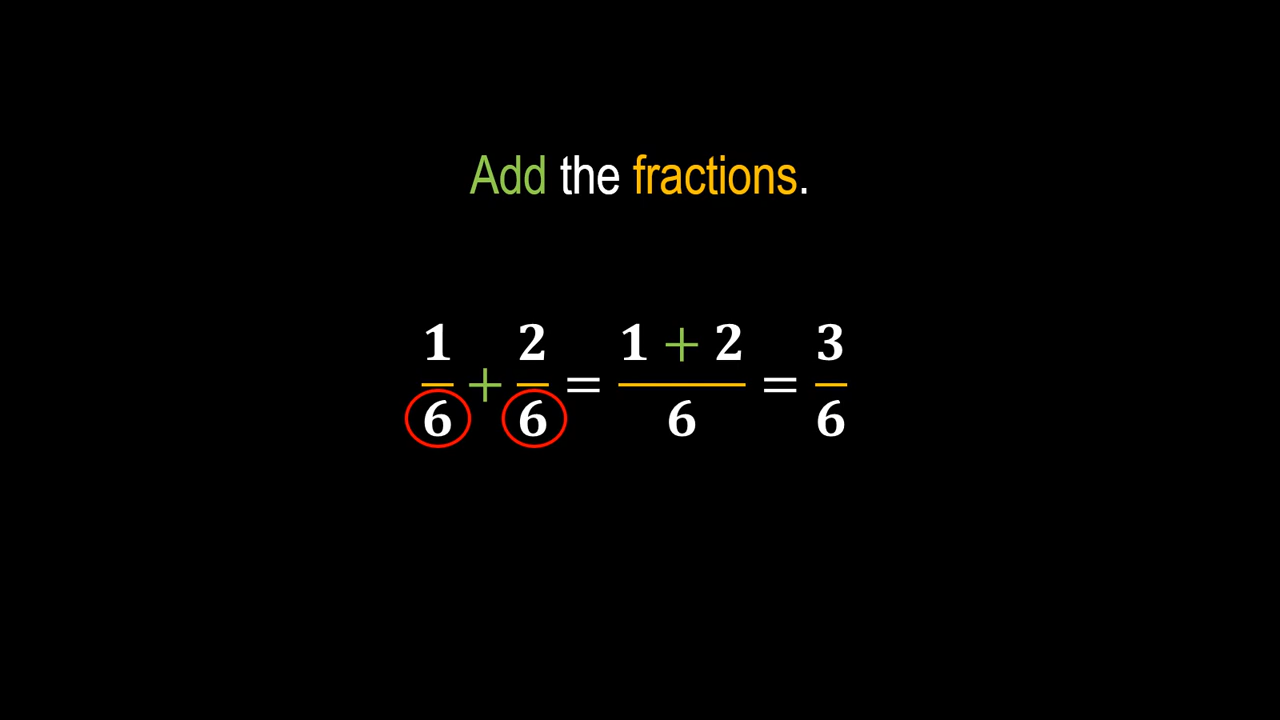 Add the fractions.
1/6 + 2/6 = (1 + 2)/6 = 3/6